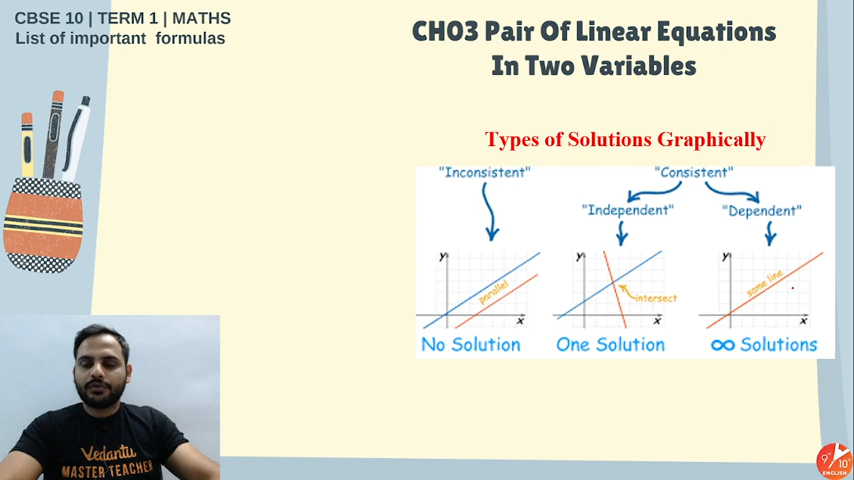 CBSE 10 | TERM 1 | MATHS
List of important formulas
CH03 Pair Of Linear Equations
In Two Variables
Types of Solutions Graphically
"Inconsistent"
"Consistent"
"Independent"
"Dependent"
y
parallel
x
No Solution
y
intersect
x
One Solution
y
same line
x
∞ Solutions
Vedantu
MASTER TEACHER
9th 10th
ENGLISH